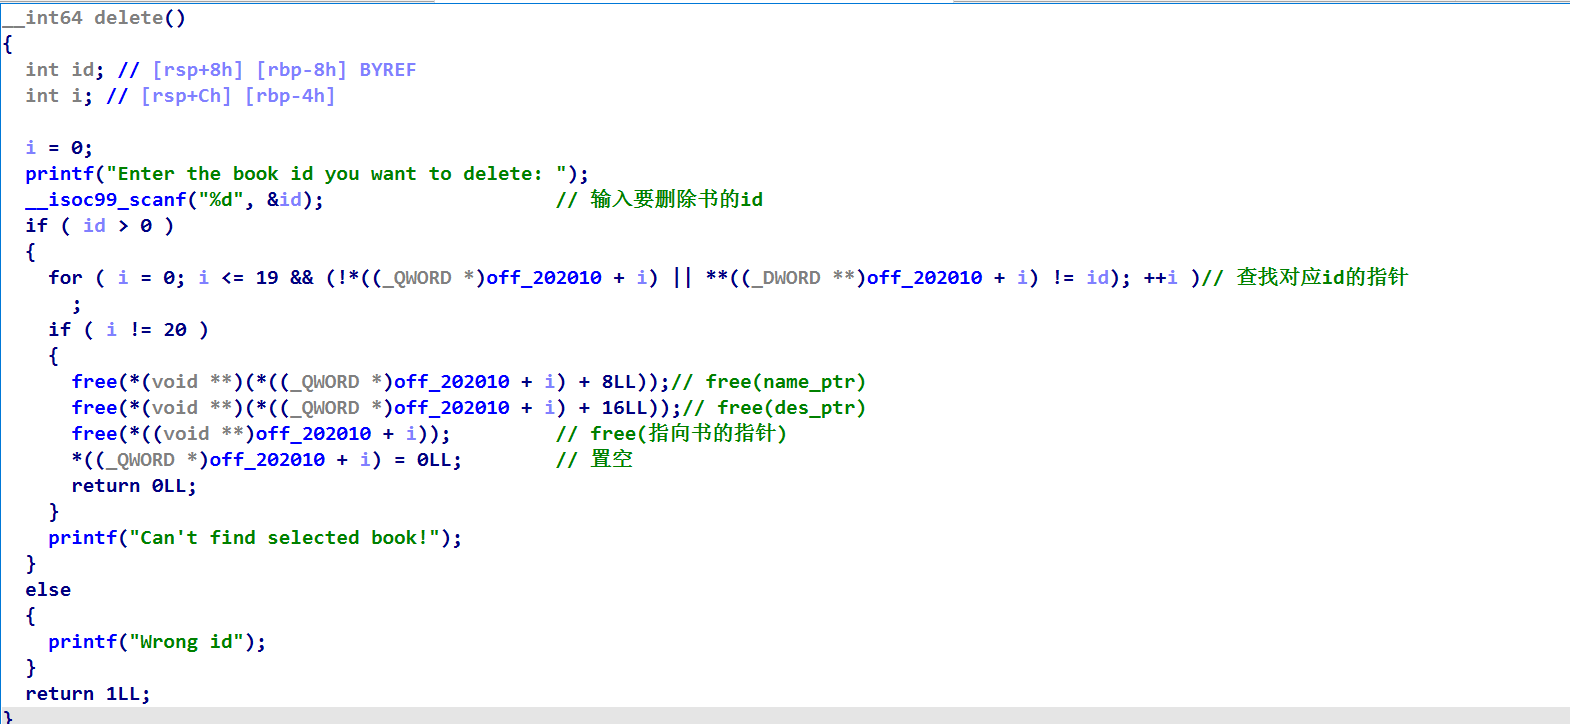 __int64 delete()
{
  int id; // [rsp+8h] [rbp-8h] BYREF
  int i; // [rsp+Ch] [rbp-4h]

  i = 0;
  printf("Enter the book id you want to delete: ");
  __isoc99_scanf("%d", &id);                    // 输入要删除书的id
  if ( id > 0 )
  {
    for ( i = 0; i <= 19 && (!*((_QWORD *)off_202010 + i) || **((_DWORD **)off_202010 + i) != id); ++i )// 查找对应id的指针
      ;
    if ( i != 20 )
    {
      free(*(void **)(*((_QWORD *)off_202010 + i) + 8LL));// free(name_ptr)
      free(*(void **)(*((_QWORD *)off_202010 + i) + 16LL));// free(des_ptr)
      free(*((void **)off_202010 + i));         // free(指向书的指针)
      *((_QWORD *)off_202010 + i) = 0LL;        // 置空
      return 0LL;
    }
    printf("Can't find selected book!");
  }
  else
  {
    printf("Wrong id");
  }
  return 1LL;
}